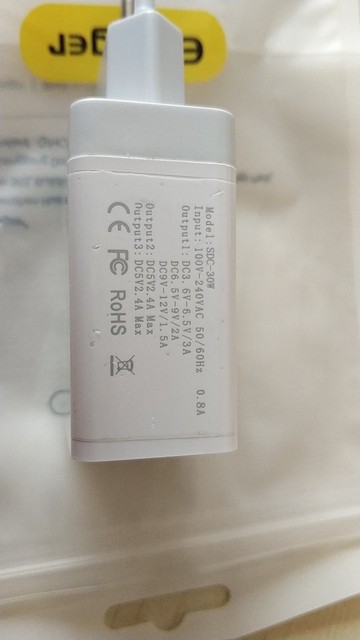 Model:SDC-30W
Input:100V-240VAC 50/60Hz 0.8A
Output1:DC3.6V-6.5V/3A
DC6.5V-9V/2A
DC9V-12V/1.5A
Output2:DC5V2.4A Max
Output3:DC5V2.4A Max
CE FC RoHS